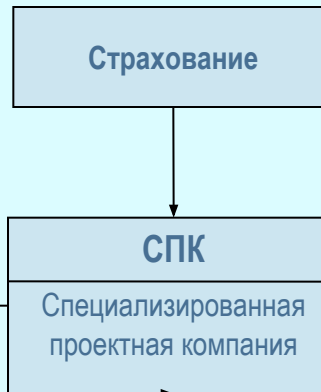 Страхование
СПК
Специализированная
проектная компания